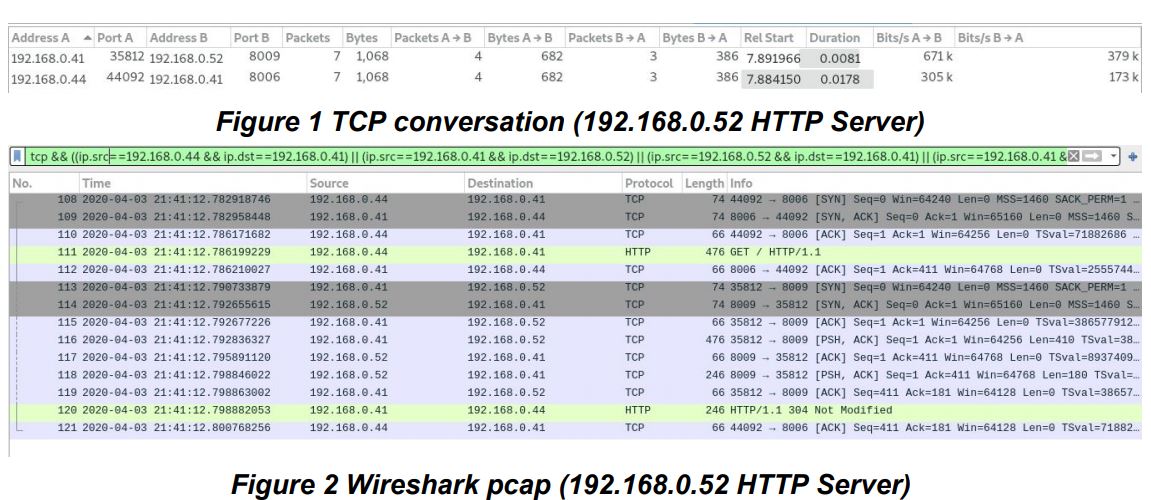 Address A Port A Address B Port B Packets Bytes Packets A → B Bytes A → B Packets B → A Bytes B → A Rel Start Duration Bits/s A → B Bits/s B → A
192.168.0.41 35812 192.168.0.52 8009 7 1,068 4 682 3 386 7.891966 0.0081 671 k 379 k
192.168.0.44 44092 192.168.0.41 8006 7 1,068 4 682 3 386 7.884150 0.0178 305 k 173 k
Figure 1 TCP conversation (192.168.0.52 HTTP Server)
tcp && ((ip.src==192.168.0.44 && ip.dst==192.168.0.41) || (ip.src==192.168.0.41 && ip.dst==192.168.0.52) || (ip.src==192.168.0.52 && ip.dst==192.168.0.41) || (ip.src==192.168.0.41 &
No. Time Source Destination Protocol Length Info
108 2020-04-03 21:41:12.782918746 192.168.0.44 192.168.0.41 TCP 74 44092 → 8006 [SYN] Seq=0 Win=64240 Len=0 MSS=1460 SACK_PERM=1 …
109 2020-04-03 21:41:12.782958448 192.168.0.41 192.168.0.44 TCP 74 8006 → 44092 [SYN, ACK] Seq=0 Ack=1 Win=65160 Len=0 MSS=1460 S…
110 2020-04-03 21:41:12.786171682 192.168.0.44 192.168.0.41 TCP 66 44092 → 8006 [ACK] Seq=1 Ack=1 Win=64256 Len=0 TSval=71882686 …
111 2020-04-03 21:41:12.786199229 192.168.0.44 192.168.0.41 HTTP 476 GET / HTTP/1.1
112 2020-04-03 21:41:12.786210027 192.168.0.41 192.168.0.44 TCP 66 8006 → 44092 [ACK] Seq=1 Ack=411 Win=64768 Len=0 TSval=2555744…
113 2020-04-03 21:41:12.790733879 192.168.0.41 192.168.0.52 TCP 74 35812 → 8009 [SYN] Seq=0 Win=64240 Len=0 MSS=1460 SACK_PERM=1 …
114 2020-04-03 21:41:12.792655615 192.168.0.52 192.168.0.41 TCP 74 8009 → 35812 [SYN, ACK] Seq=0 Ack=1 Win=65160 Len=0 MSS=1460 S…
115 2020-04-03 21:41:12.792677226 192.168.0.41 192.168.0.52 TCP 66 35812 → 8009 [ACK] Seq=1 Ack=1 Win=64256 Len=0 TSval=386577912…
116 2020-04-03 21:41:12.792836327 192.168.0.41 192.168.0.52 TCP 476 35812 → 8009 [PSH, ACK] Seq=1 Ack=1 Win=64256 Len=410 TSval=38…
117 2020-04-03 21:41:12.795891120 192.168.0.52 192.168.0.41 TCP 66 8009 → 35812 [ACK] Seq=1 Ack=411 Win=64768 Len=0 TSval=8937409…
118 2020-04-03 21:41:12.798846022 192.168.0.52 192.168.0.41 TCP 246 8009 → 35812 [PSH, ACK] Seq=1 Ack=411 Win=64768 Len=180 TSval=…
119 2020-04-03 21:41:12.798863002 192.168.0.41 192.168.0.52 TCP 66 35812 → 8009 [ACK] Seq=411 Ack=181 Win=64128 Len=0 TSval=38657…
120 2020-04-03 21:41:12.798882053 192.168.0.41 192.168.0.44 HTTP 246 HTTP/1.1 304 Not Modified
121 2020-04-03 21:41:12.800768256 192.168.0.44 192.168.0.41 TCP 66 44092 → 8006 [ACK] Seq=411 Ack=181 Win=64128 Len=0 TSval=71882…
Figure 2 Wireshark pcap (192.168.0.52 HTTP Server)